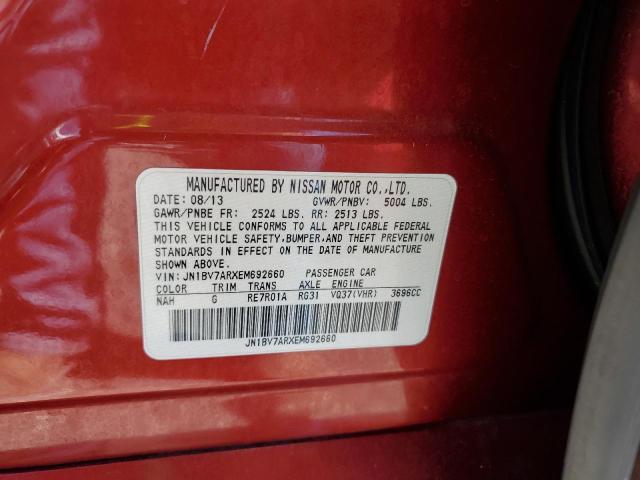 MANUFACTURED BY NISSAN MOTOR CO.,LTD.
DATE: 08/13 GVWR/PNBV: 5004 LBS.
GAWR/PNBE FR: 2524 LBS. RR: 2513 LBS.
THIS VEHICLE CONFORMS TO ALL APPLICABLE FEDERAL
MOTOR VEHICLE SAFETY,BUMPER,AND THEFT PREVENTION
STANDARDS IN EFFECT ON THE DATE OF MANUFACTURE
SHOWN ABOVE.
VIN: JN1BV7ARXEM692660 PASSENGER CAR
COLOR TRIM TRANS AXLE ENGINE
NAH G RE7R01A RG31 VQ37(VHR) 3696CC
JN1BV7ARXEM692660